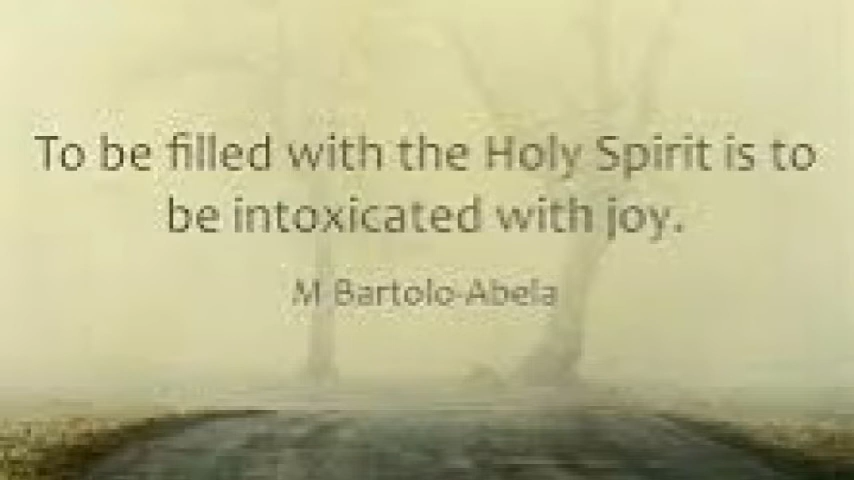 To be filled with the Holy Spirit is to
be intoxicated with joy.
M Bartolo-Abela